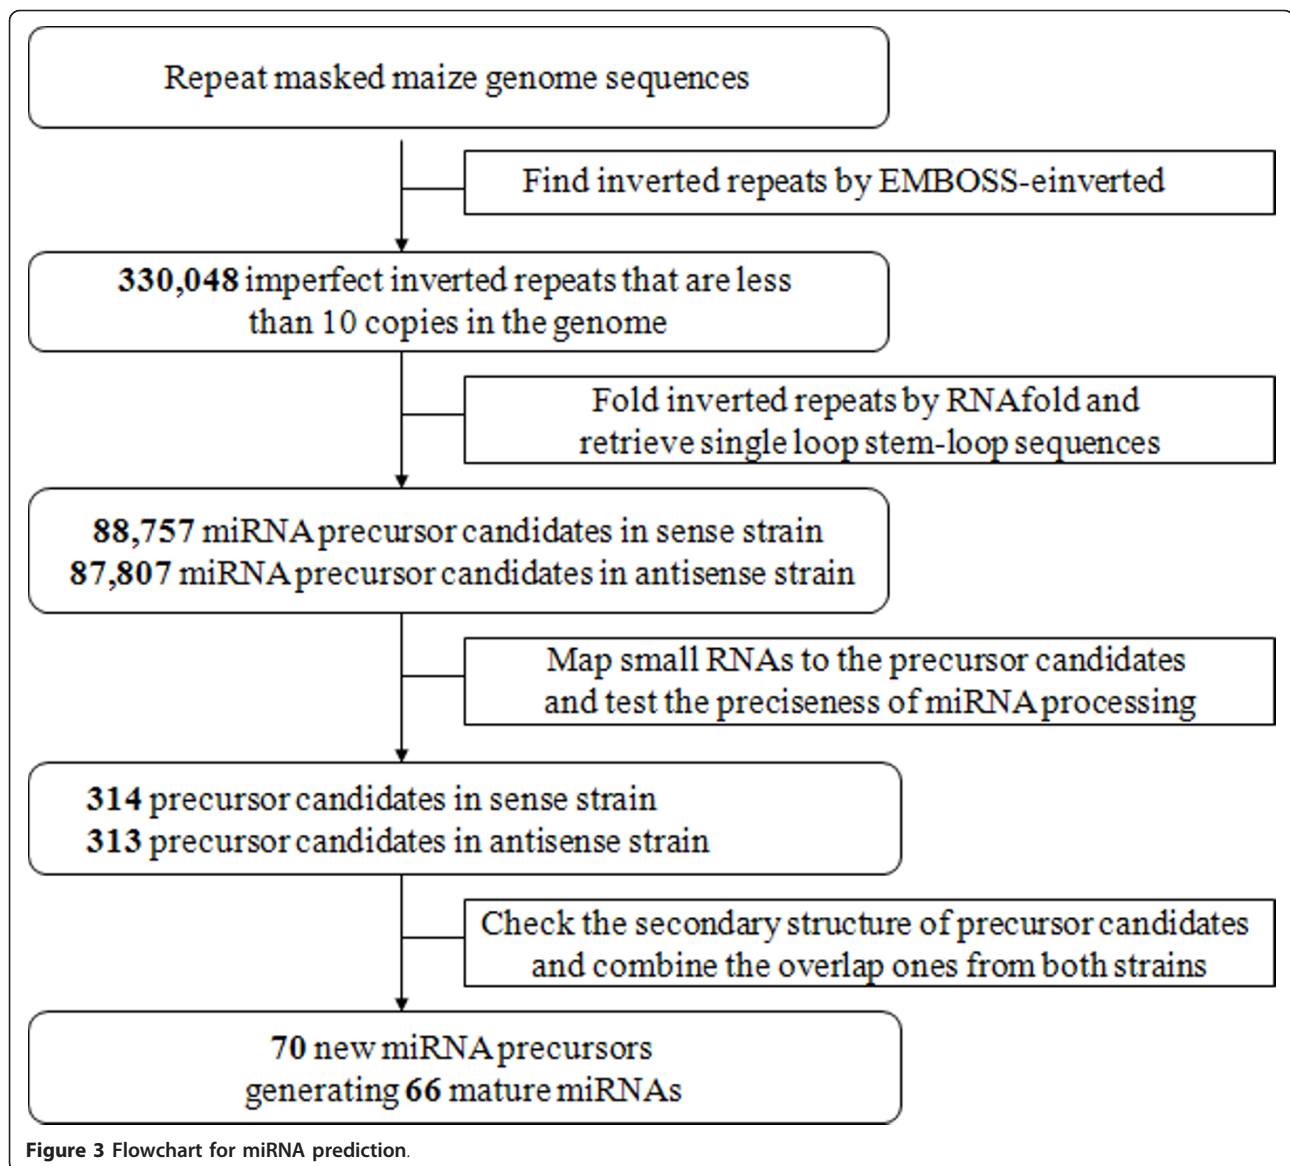 Repeat masked maize genome sequences
Find inverted repeats by EMBOSS-einverted
330,048 imperfect inverted repeats that are less
than 10 copies in the genome
Fold inverted repeats by RNAfold and
retrieve single loop stem-loop sequences
88,757 miRNA precursor candidates in sense strain
87,807 miRNA precursor candidates in antisense strain
Map small RNAs to the precursor candidates
and test the preciseness of miRNA processing
314 precursor candidates in sense strain
313 precursor candidates in antisense strain
Check the secondary structure of precursor candidates
and combine the overlap ones from both strains
70 new miRNA precursors
generating 66 mature miRNAs
Figure 3 Flowchart for miRNA prediction.